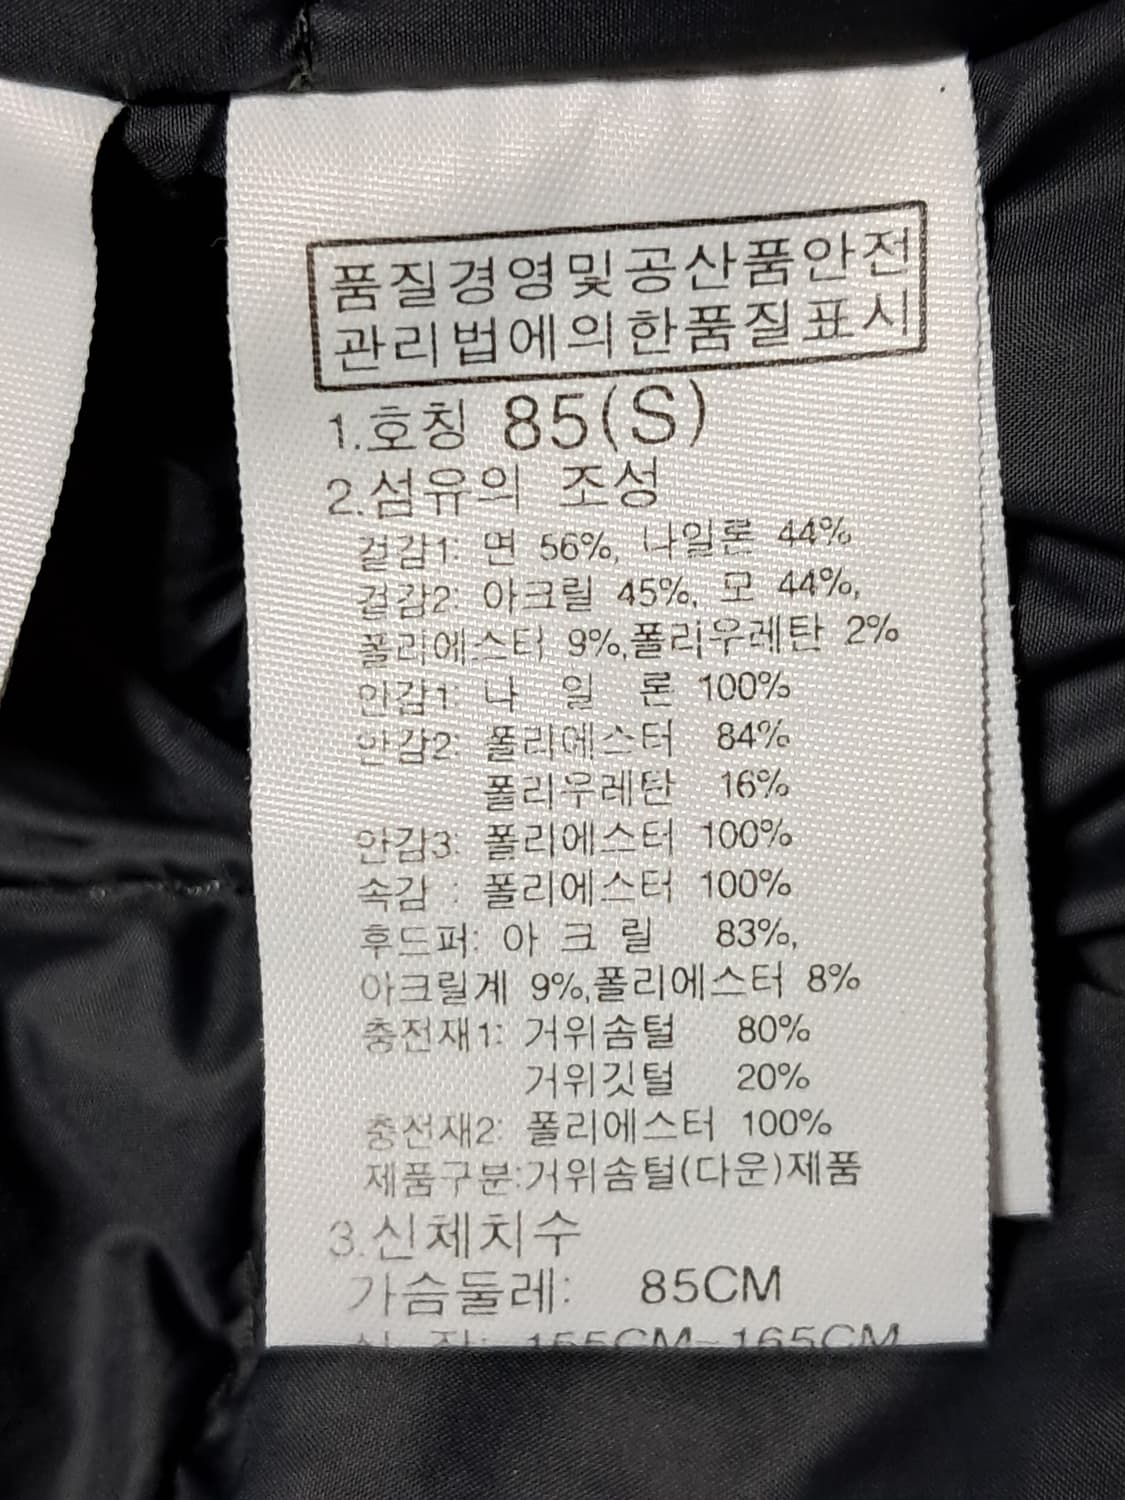 품질경영및공산품안전
관리법에의한품질표시
1.호칭 85(S)
2.섬유의 조성
겉감1: 면 56%, 나일론 44%
겉감2: 아크릴 45%, 모 44%,
폴리에스터 9%,폴리우레탄 2%
안감1: 나 일 론 100%
안감2: 폴리에스터 84%
폴리우레탄 16%
안감3: 폴리에스터 100%
속감 : 폴리에스터 100%
후드퍼: 아 크 릴 83%,
아크릴계 9%,폴리에스터 8%
충전재1: 거위솜털 80%
거위깃털 20%
충전재2: 폴리에스터 100%
제품구분:거위솜털(다운)제품
3.신체치수
가슴둘레: 85CM
신 장: 155CM~165CM